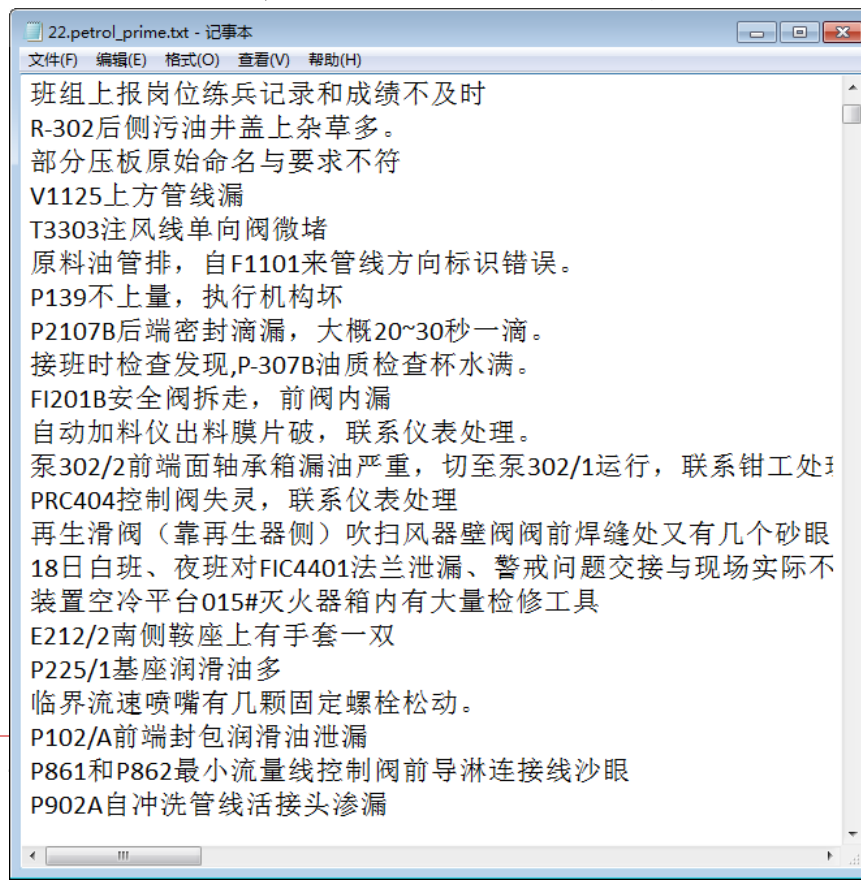 22.petrol_prime.txt - 记事本
文件(F) 编辑(E) 格式(O) 查看(V) 帮助(H)
班组上报岗位练兵记录和成绩不及时
R-302后侧污油井盖上杂草多。
部分压板原始命名与要求不符
V1125上方管线漏
T3303注风线单向阀微堵
原料油管排，自F1101来管线方向标识错误。
P139不上量，执行机构坏
P2107B后端密封滴漏，大概20~30秒一滴。
接班时检查发现,P-307B油质检查杯水满。
FI201B安全阀拆走，前阀内漏
自动加料仪出料膜片破，联系仪表处理。
泵302/2前端面轴承箱漏油严重，切至泵302/1运行，联系钳工处
PRC404控制阀失灵，联系仪表处理
再生滑阀（靠再生器侧）吹扫风器壁阀阀前焊缝处又有几个砂眼
18日白班、夜班对FIC4401法兰泄漏、警戒问题交接与现场实际不
装置空冷平台015#灭火器箱内有大量检修工具
E212/2南侧鞍座上有手套一双
P225/1基座润滑油多
临界流速喷嘴有几颗固定螺栓松动。
P102/A前端封包润滑油泄漏
P861和P862最小流量线控制阀前导淋连接线沙眼
P902A自冲洗管线活接头渗漏